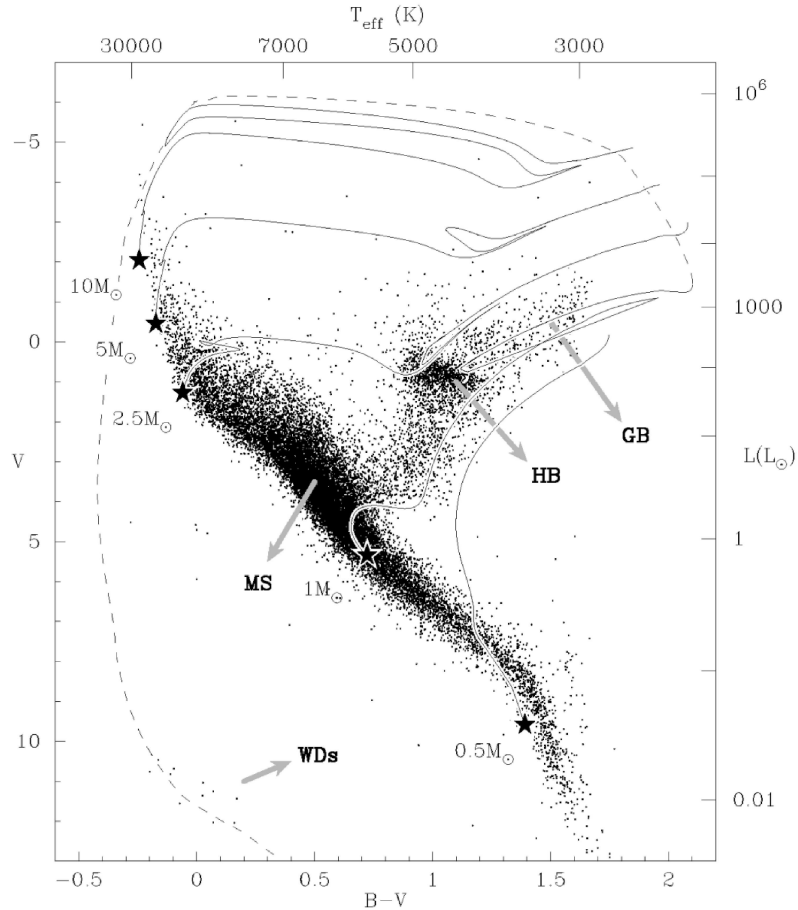 T_eff (K)
30000 7000 5000 3000
10^6
-5
10M⊙
1000
0
5M⊙
2.5M⊙
GB
V
L(L⊙)
HB
5
1
MS
1M⊙
10
WDs
0.5M⊙
0.01
-0.5 0 0.5 1 1.5 2
B-V